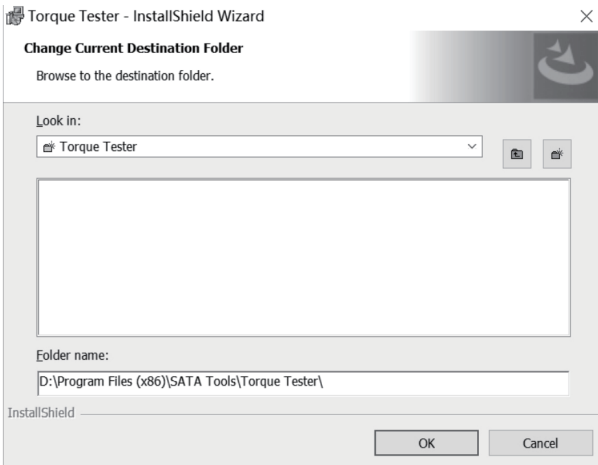 Torque Tester - InstallShield Wizard
Change Current Destination Folder
Browse to the destination folder.
Look in:
Torque Tester
Folder name:
D:\Program Files (x86)\SATA Tools\Torque Tester\
InstallShield
OK Cancel